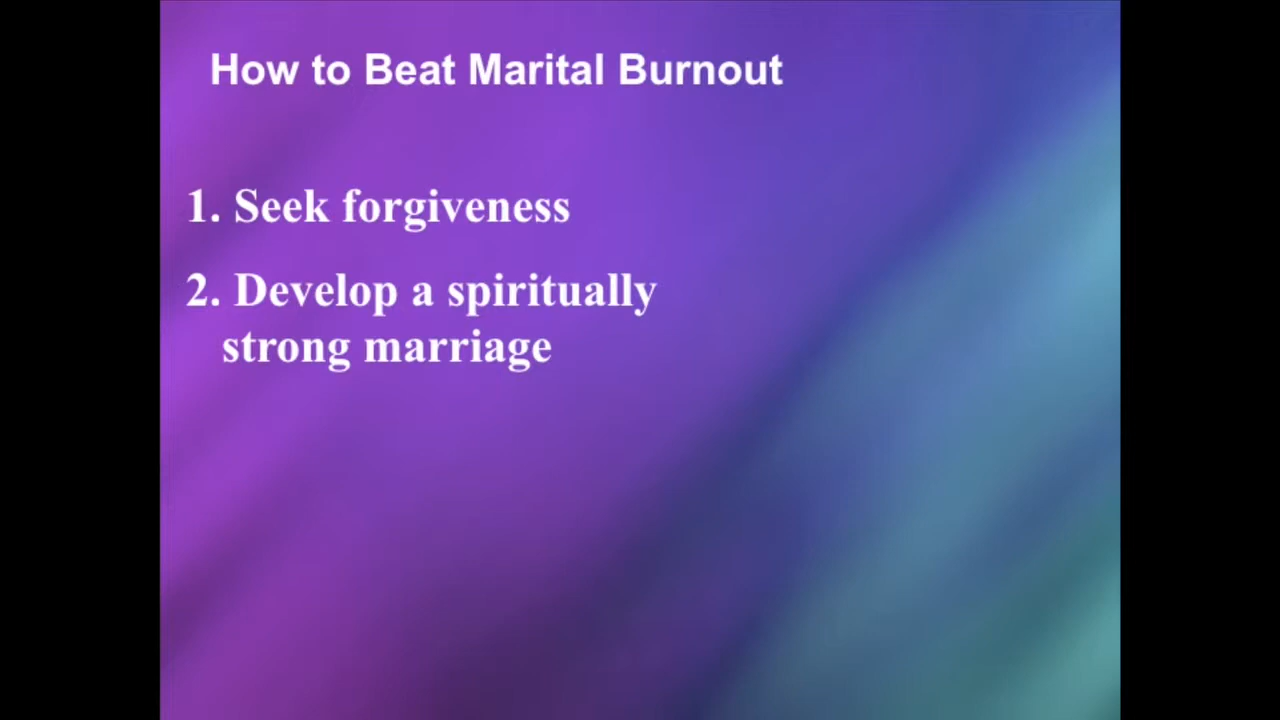 How to Beat Marital Burnout
1. Seek forgiveness
2. Develop a spiritually
strong marriage